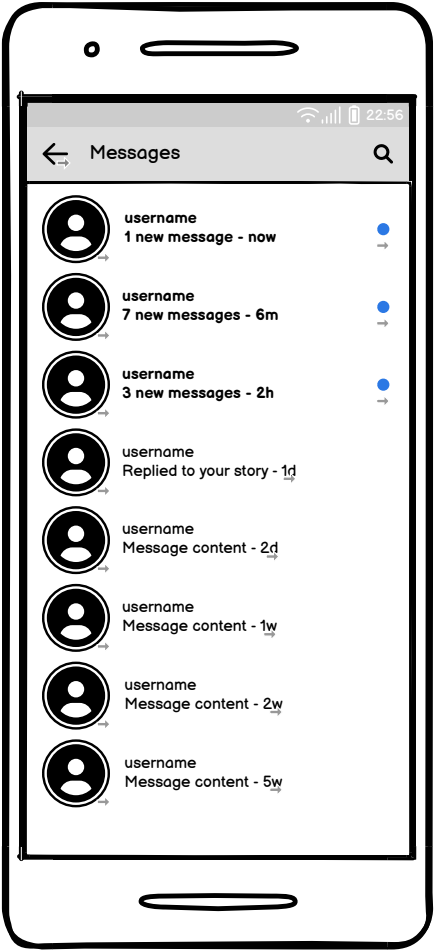 22:56
Messages
username
1 new message - now
username
7 new messages - 6m
username
3 new messages - 2h
username
Replied to your story - 1d
username
Message content - 2d
username
Message content - 1w
username
Message content - 2w
username
Message content - 5w